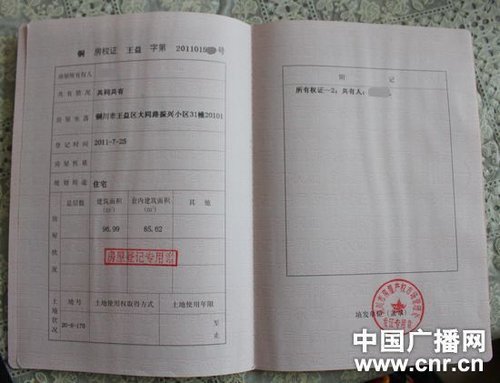 铜 房权证 王益 字第 2011015 号
房屋所有权人
共有情况 共同共有
房屋坐落 铜川市王益区大同路振兴小区31幢20101
登记时间 2011-7-25
房屋性质
规划用途 住宅
房屋状况 总层数 建筑面积(㎡) 套内建筑面积(㎡) 其他
96.99 85.62
房屋登记专用
土地状况 地号 土地使用权取得方式 土地使用年限
20-6-170 至 止
附 记
所有权证--2; 共有人:
填发单位(盖章)
中国广播网
www.cnr.cn